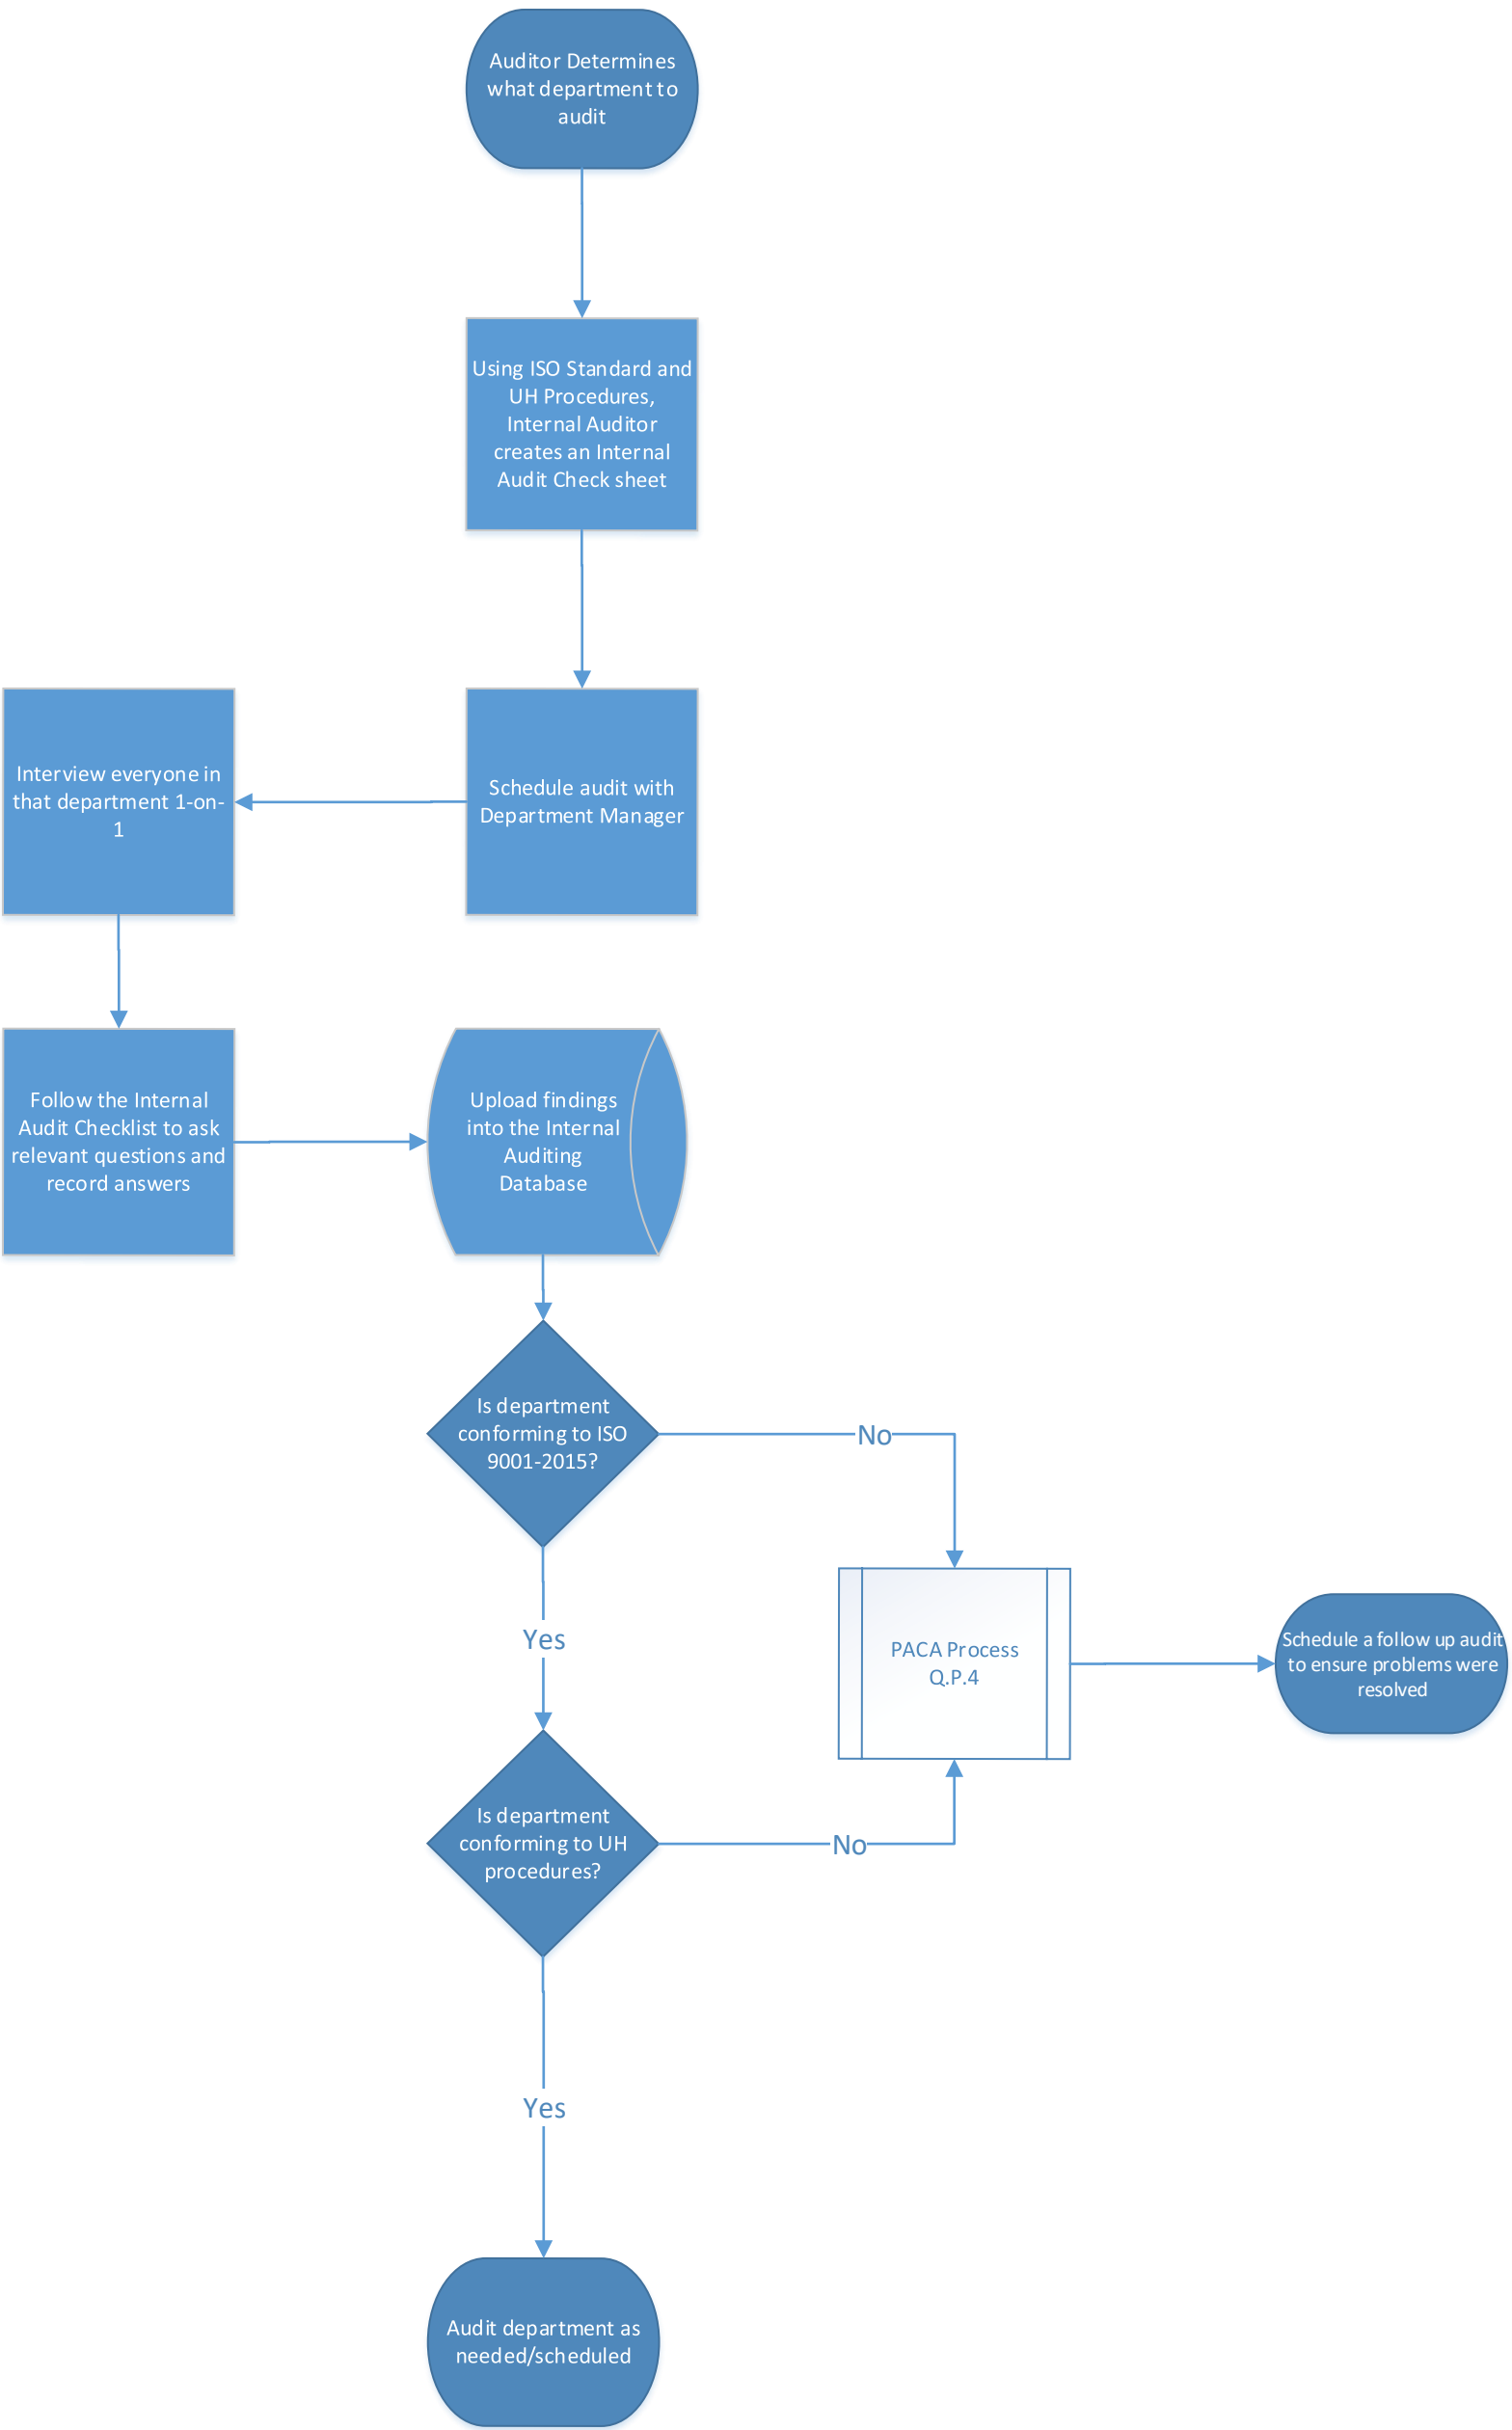 Auditor Determines
what department to
audit
Using ISO Standard and
UH Procedures,
Internal Auditor
creates an Internal
Audit Check sheet
Schedule audit with
Department Manager
Interview everyone in
that department 1-on-
1
Follow the Internal
Audit Checklist to ask
relevant questions and
record answers
Upload findings
into the Internal
Auditing
Database
Is department
conforming to ISO
9001-2015?
No
Yes
PACA Process
Q.P.4
Schedule a follow up audit
to ensure problems were
resolved
Is department
conforming to UH
procedures?
No
Yes
Audit department as
needed/scheduled